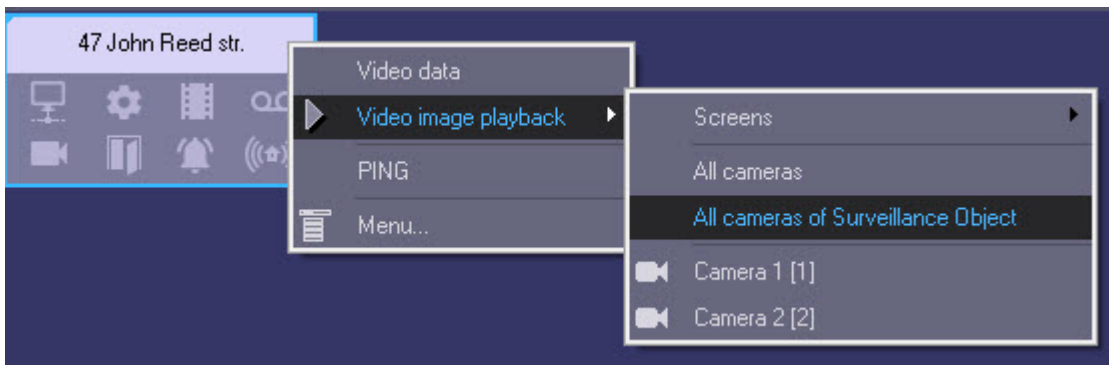 47 John Reed str.
Video data
Video image playback
PING
Menu...
Screens
All cameras
All cameras of Surveillance Object
Camera 1 [1]
Camera 2 [2]